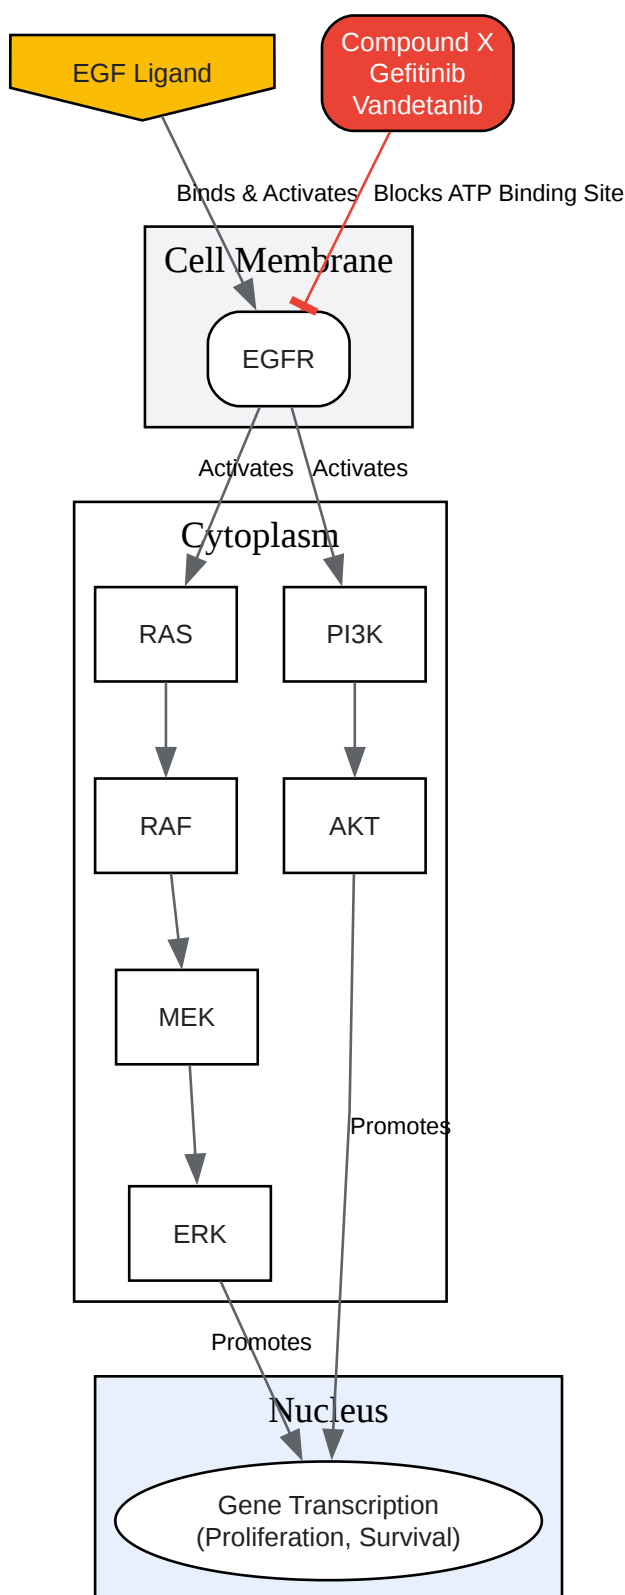 EGF Ligand
Compound X
Gefitinib
Vandetanib
Binds & Activates
Blocks ATP Binding Site
Cell Membrane
EGFR
Activates
Activates
Cytoplasm
RAS
PI3K
RAF
AKT
MEK
Promotes
ERK
Promotes
Nucleus
Gene Transcription
(Proliferation, Survival)